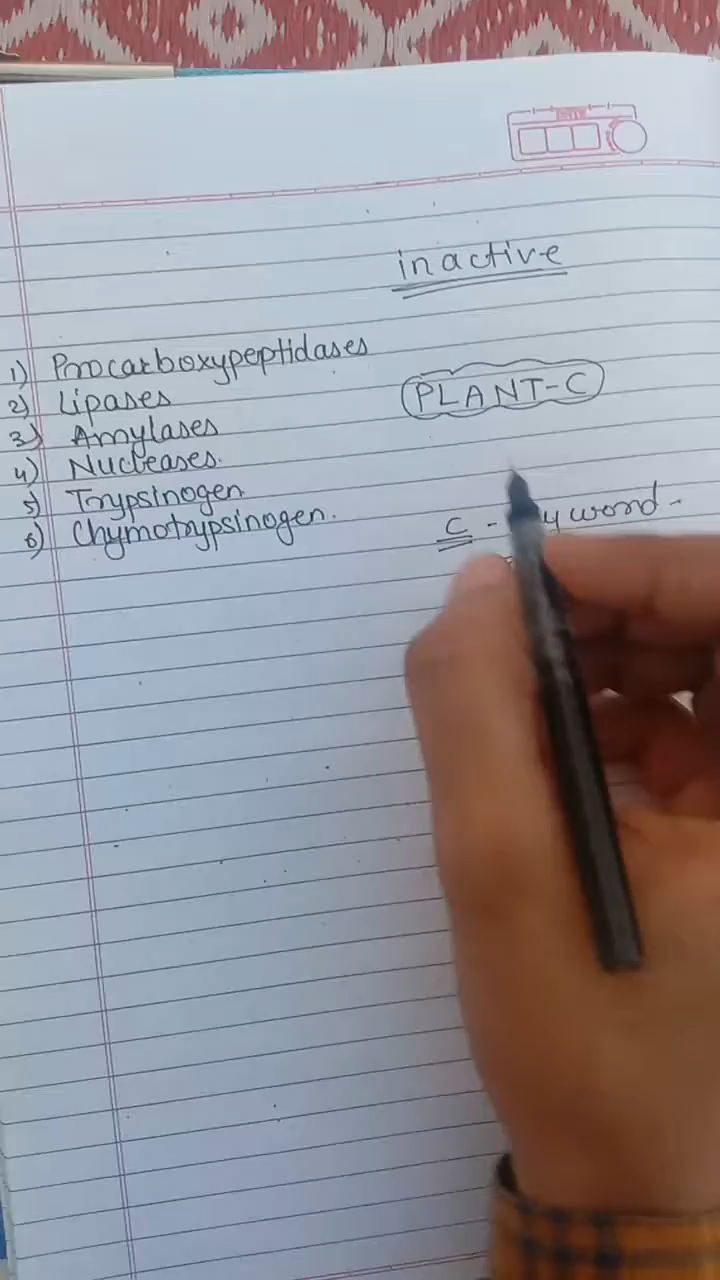 inactive
1) Procarboxypeptidases
2) Lipases
PLANT-C
3) Amylases
4) Nucleases.
5) Trypsinogen
6) Chymotrypsinogen.
C - word -